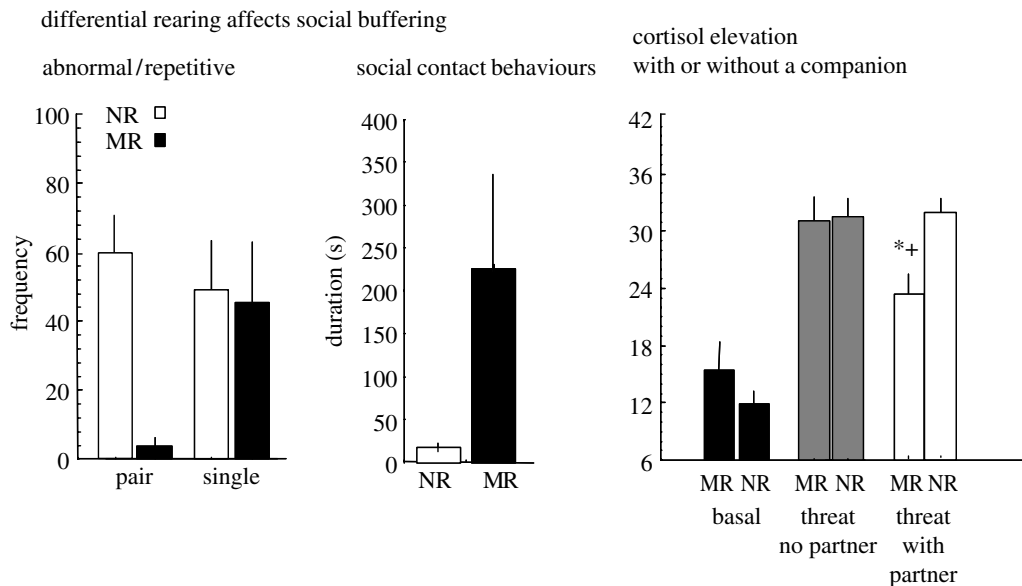 differential rearing affects social buffering
abnormal/repetitive
NR
MR
100
80
60
40
20
0
frequency
pair single
social contact behaviours
400
350
300
250
200
150
100
50
0
duration (s)
NR MR
cortisol elevation
with or without a companion
42
36
30
24
18
12
6
*+
MR NR MR NR MR NR
basal threat threat
no partner with
partner